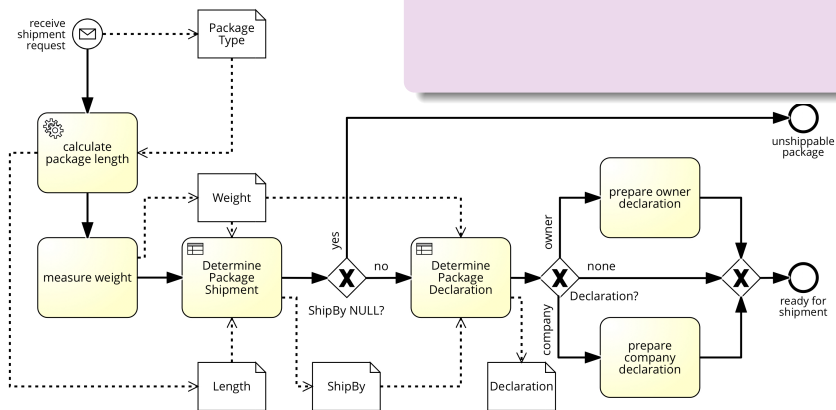 receive
shipment
request
Package
Type
calculate
package length
unshippable
package
Weight
prepare owner
declaration
yes
owner
measure weight
Determine
Package
Shipment
no
Determine
Package
Declaration
none
ShipBy NULL?
Declaration?
ready for
shipment
company
prepare
company
declaration
Length
ShipBy
Declaration